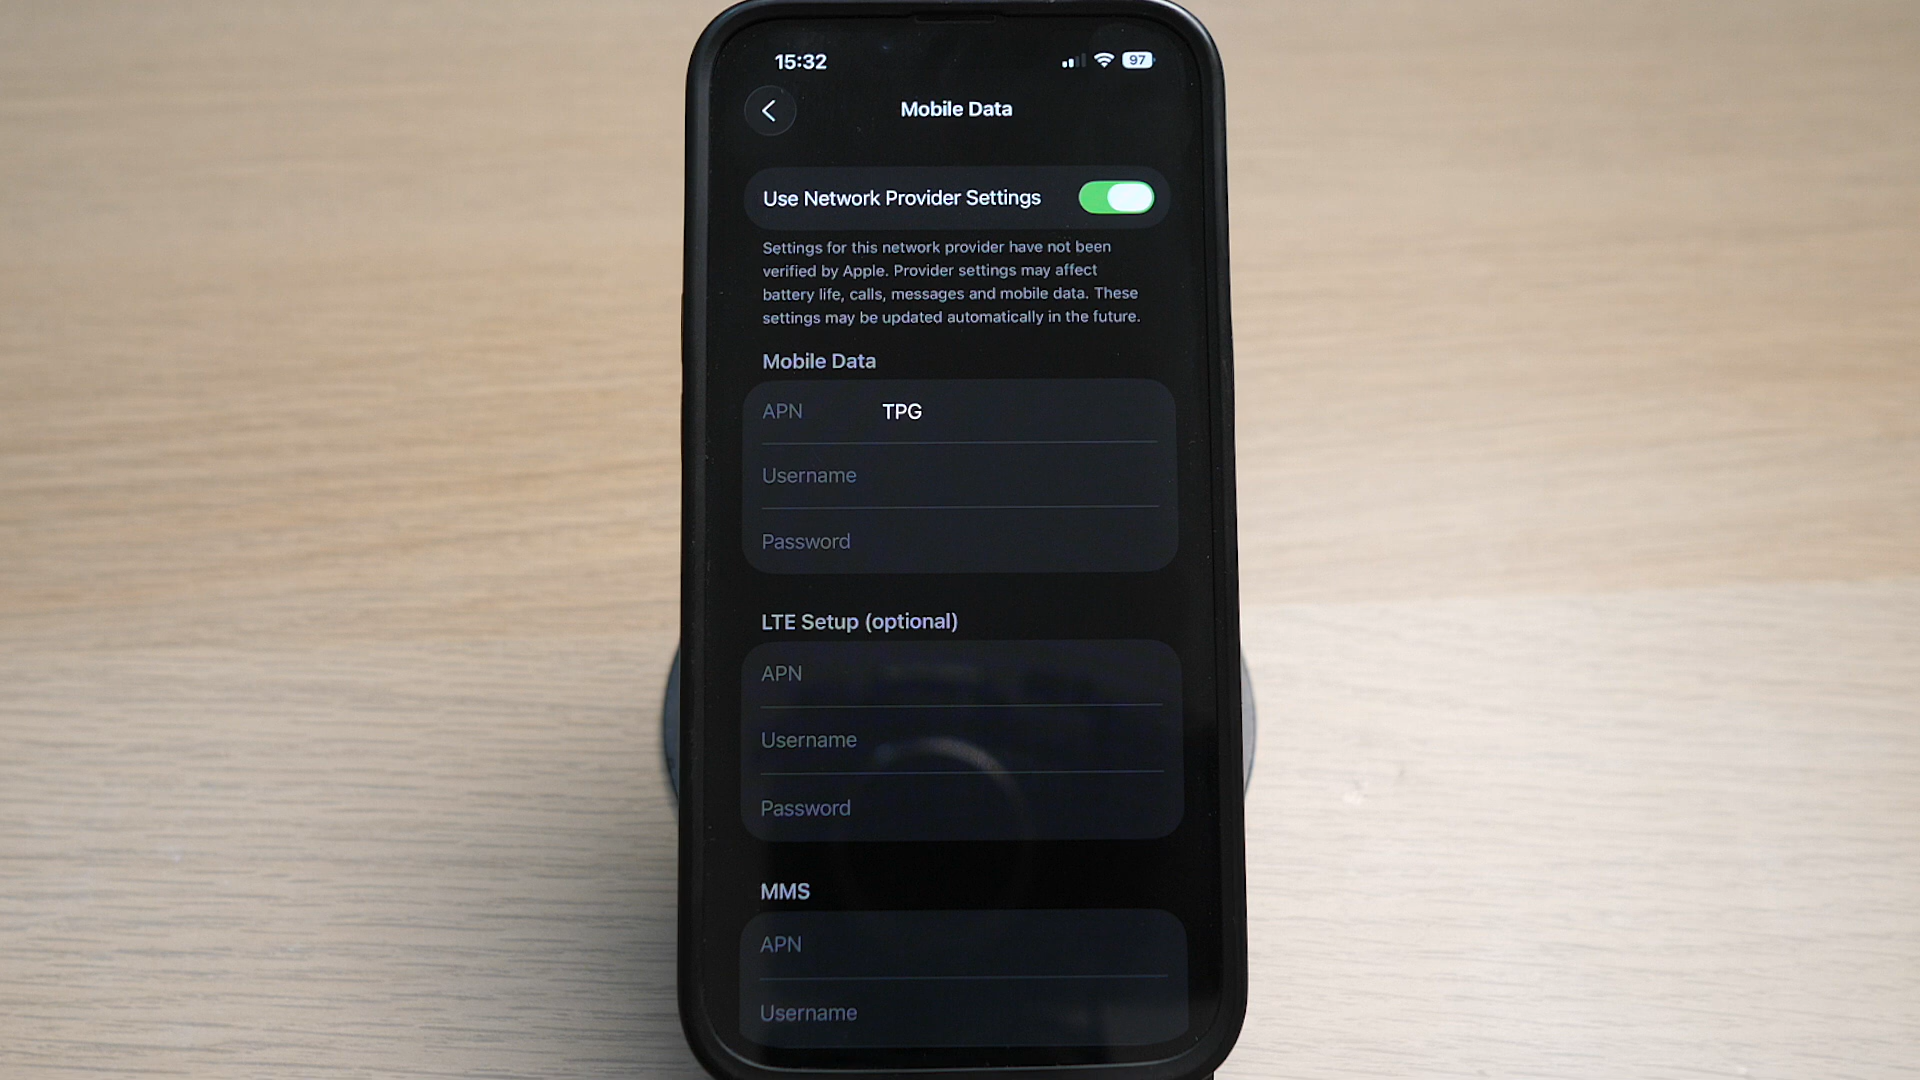 15:32
97
Mobile Data
Use Network Provider Settings
Settings for this network provider have not been
verified by Apple. Provider settings may affect
battery life, calls, messages and mobile data. These
settings may be updated automatically in the future.
Mobile Data
APN TPG
Username
Password
LTE Setup (optional)
APN
Username
Password
MMS
APN
Username